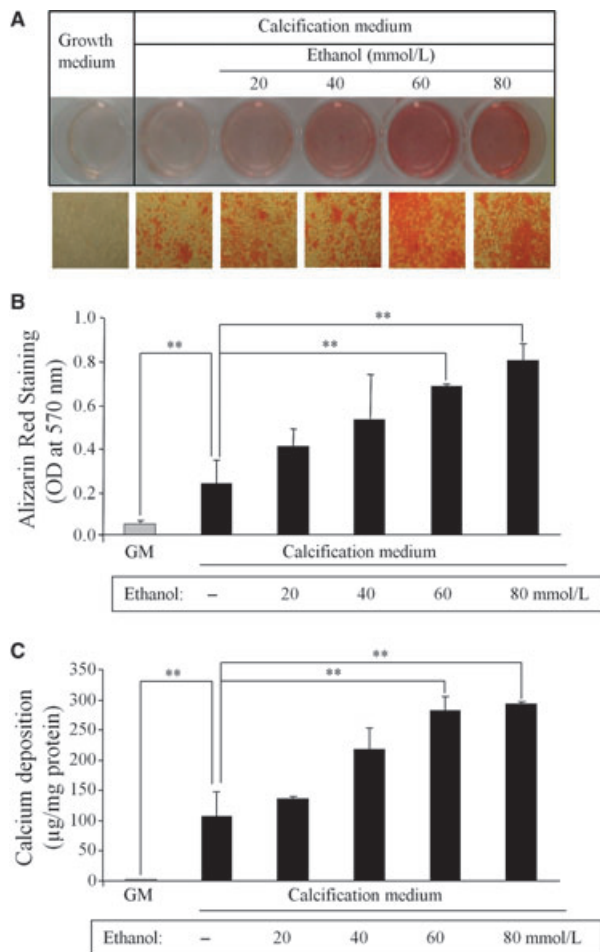 A
Growth medium
Calcification medium
Ethanol (mmol/L)
20 40 60 80
B
Alizarin Red Staining
(OD at 570 nm)
1.0
0.8
0.6
0.4
0.2
0.0
**
**
**
GM
Calcification medium
Ethanol: – 20 40 60 80 mmol/L
C
Calcium deposition
(µg/mg protein)
350
300
250
200
150
100
50
0
**
**
**
GM
Calcification medium
Ethanol: – 20 40 60 80 mmol/L